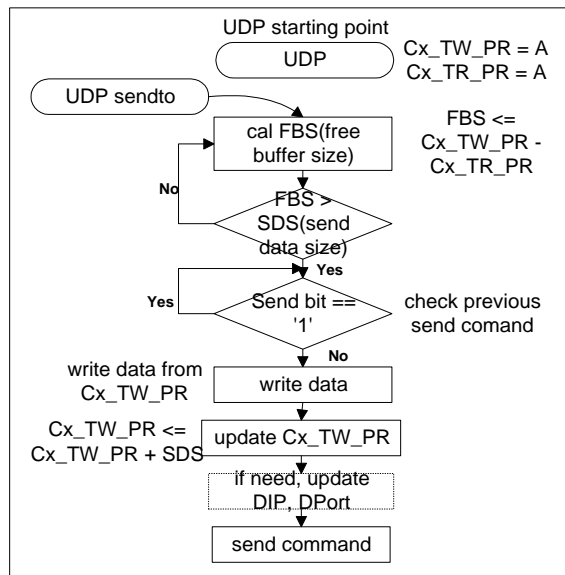 UDP starting point
UDP
Cx_TW_PR = A
Cx_TR_PR = A
UDP sendto
cal FBS(free
buffer size)
FBS <=
Cx_TW_PR -
Cx_TR_PR
No
FBS >
SDS(send
data size)
Yes
Yes
Send bit ==
'1'
check previous
send comand
No
write data from
Cx_TW_PR
write data
Cx_TW_PR <=
Cx_TW_PR + SDS
update Cx_TW_PR
if need, update
DIP, DPort
send command